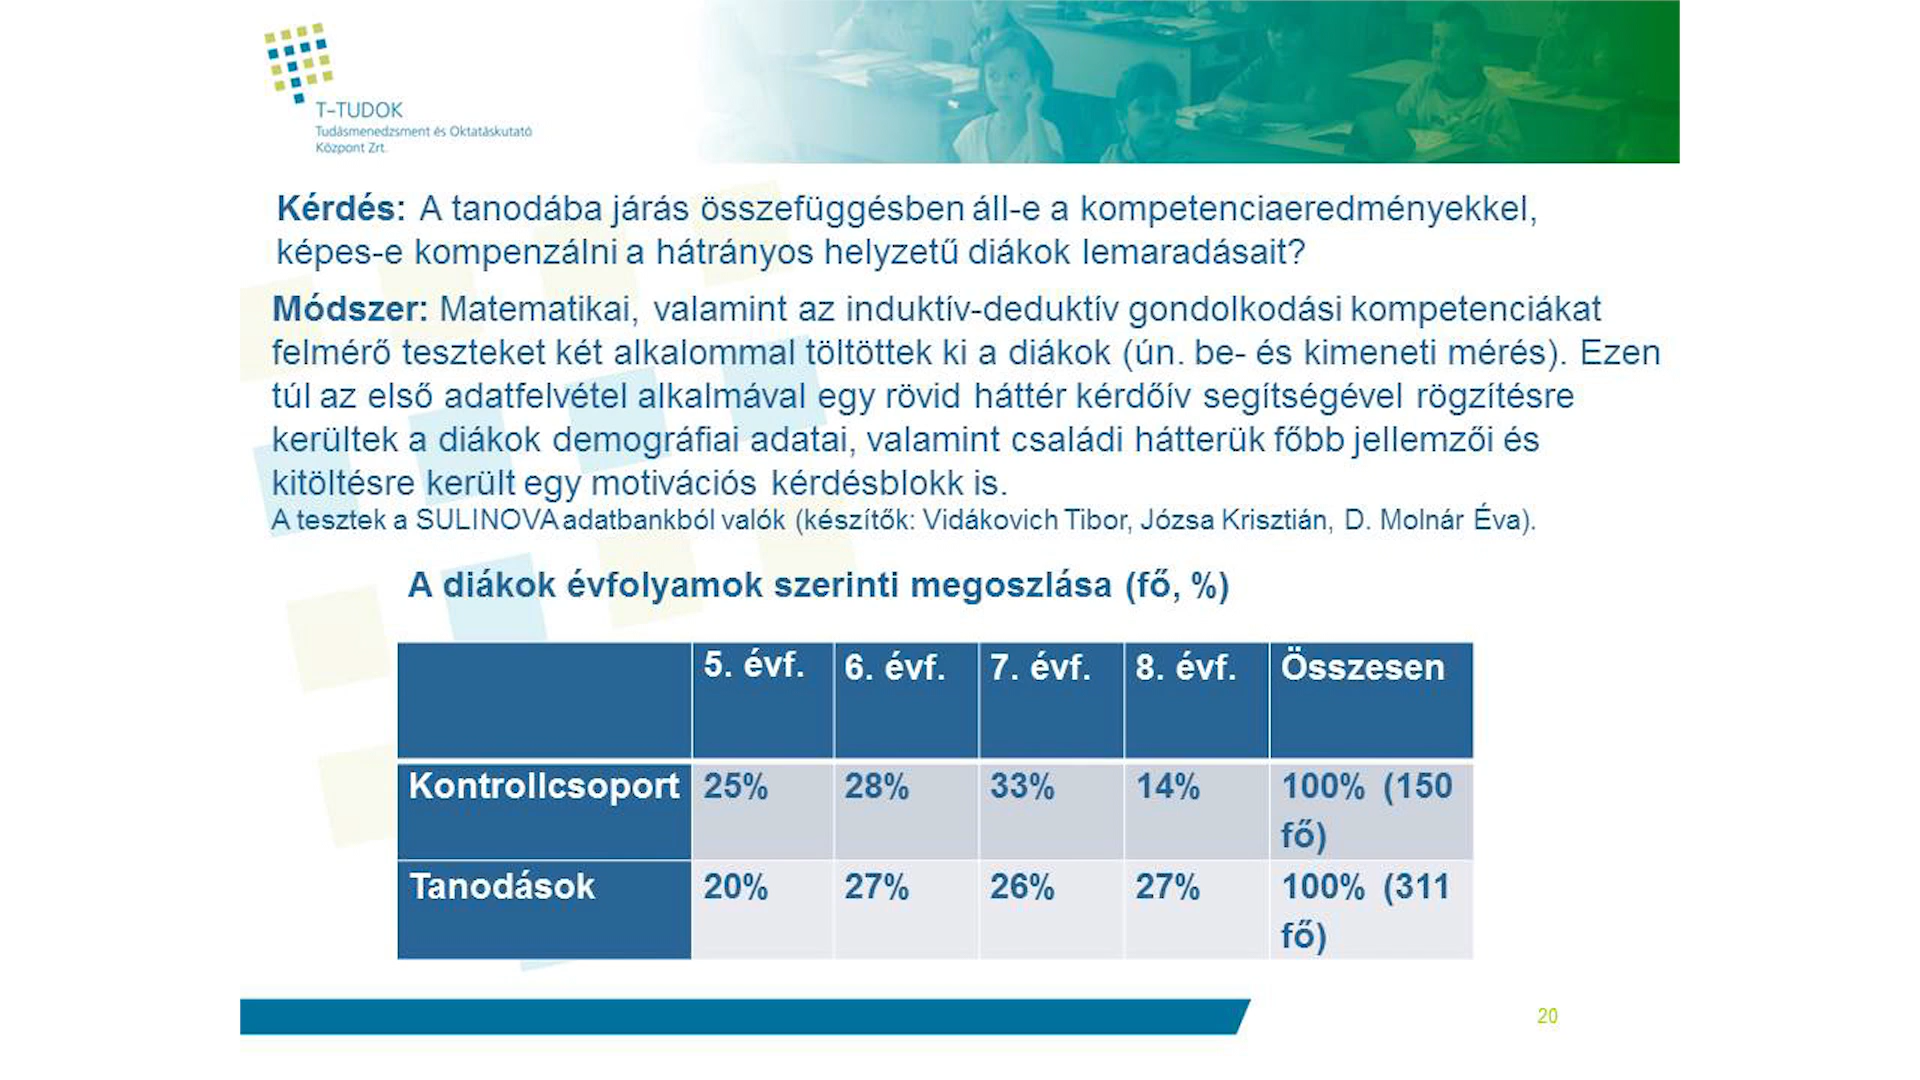 T-TUDOK
Tudásmenedzsment és Oktatáskutató
Központ Zrt.
Kérdés: A tanodába járás összefüggésben áll-e a kompetenciaeredményekkel,
képes-e kompenzálni a hátrányos helyzetű diákok lemaradásait?
Módszer: Matematikai, valamint az induktív-deduktív gondolkodási kompetenciákat
felmérő teszteket két alkalommal töltöttek ki a diákok (ún. be- és kimeneti mérés). Ezen
túl az első adatfelvétel alkalmával egy rövid háttér kérdőív segítségével rögzítésre
kerültek a diákok demográfiai adatai, valamint családi hátterük főbb jellemzői és
kitöltésre került egy motivációs kérdésblokk is.
A tesztek a SULINOVA adatbankból valók (készítők: Vidákovich Tibor, Józsa Krisztián, D. Molnár Éva).
A diákok évfolyamok szerinti megoszlása (fő, %)
5. évf. 6. évf. 7. évf. 8. évf. Összesen
Kontrollcsoport 25% 28% 33% 14% 100% (150
fő)
Tanodások 20% 27% 26% 27% 100% (311
fő)
20